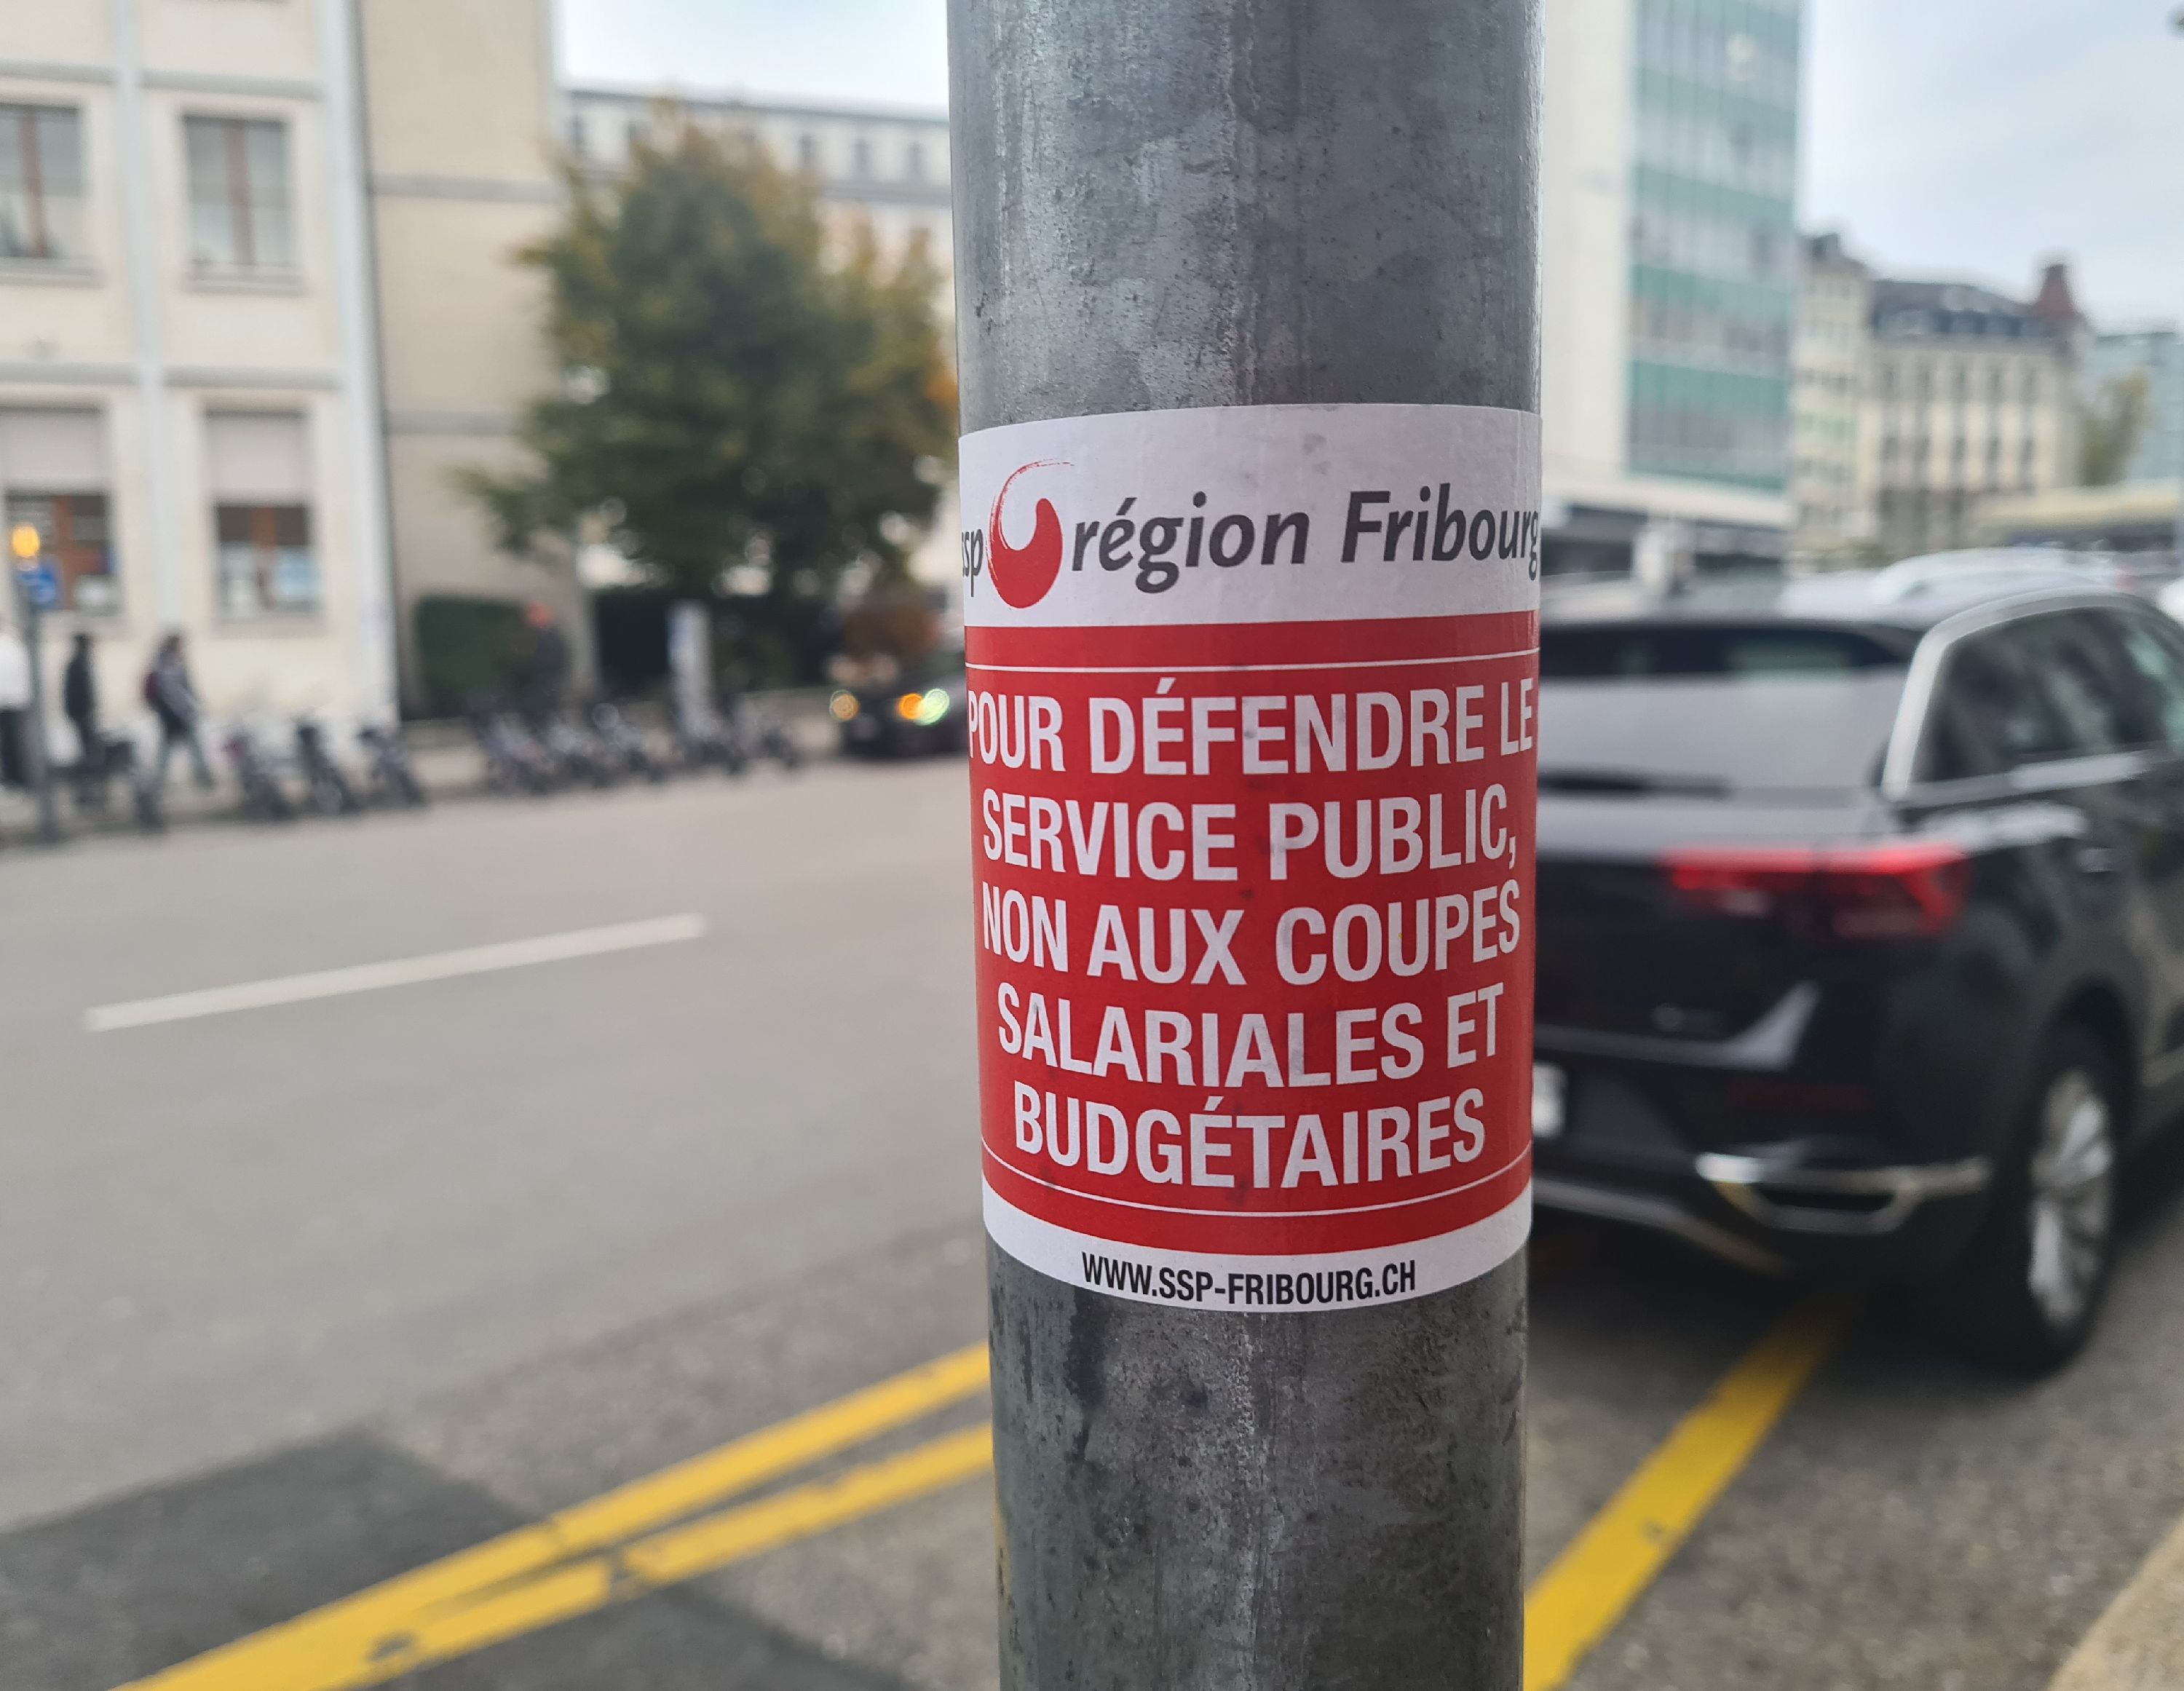 ssp région Fribourg
POUR DÉFENDRE LE
SERVICE PUBLIC,
NON AUX COUPES
SALARIALES ET
BUDGÉTAIRES
WWW.SSP-FRIBOURG.CH